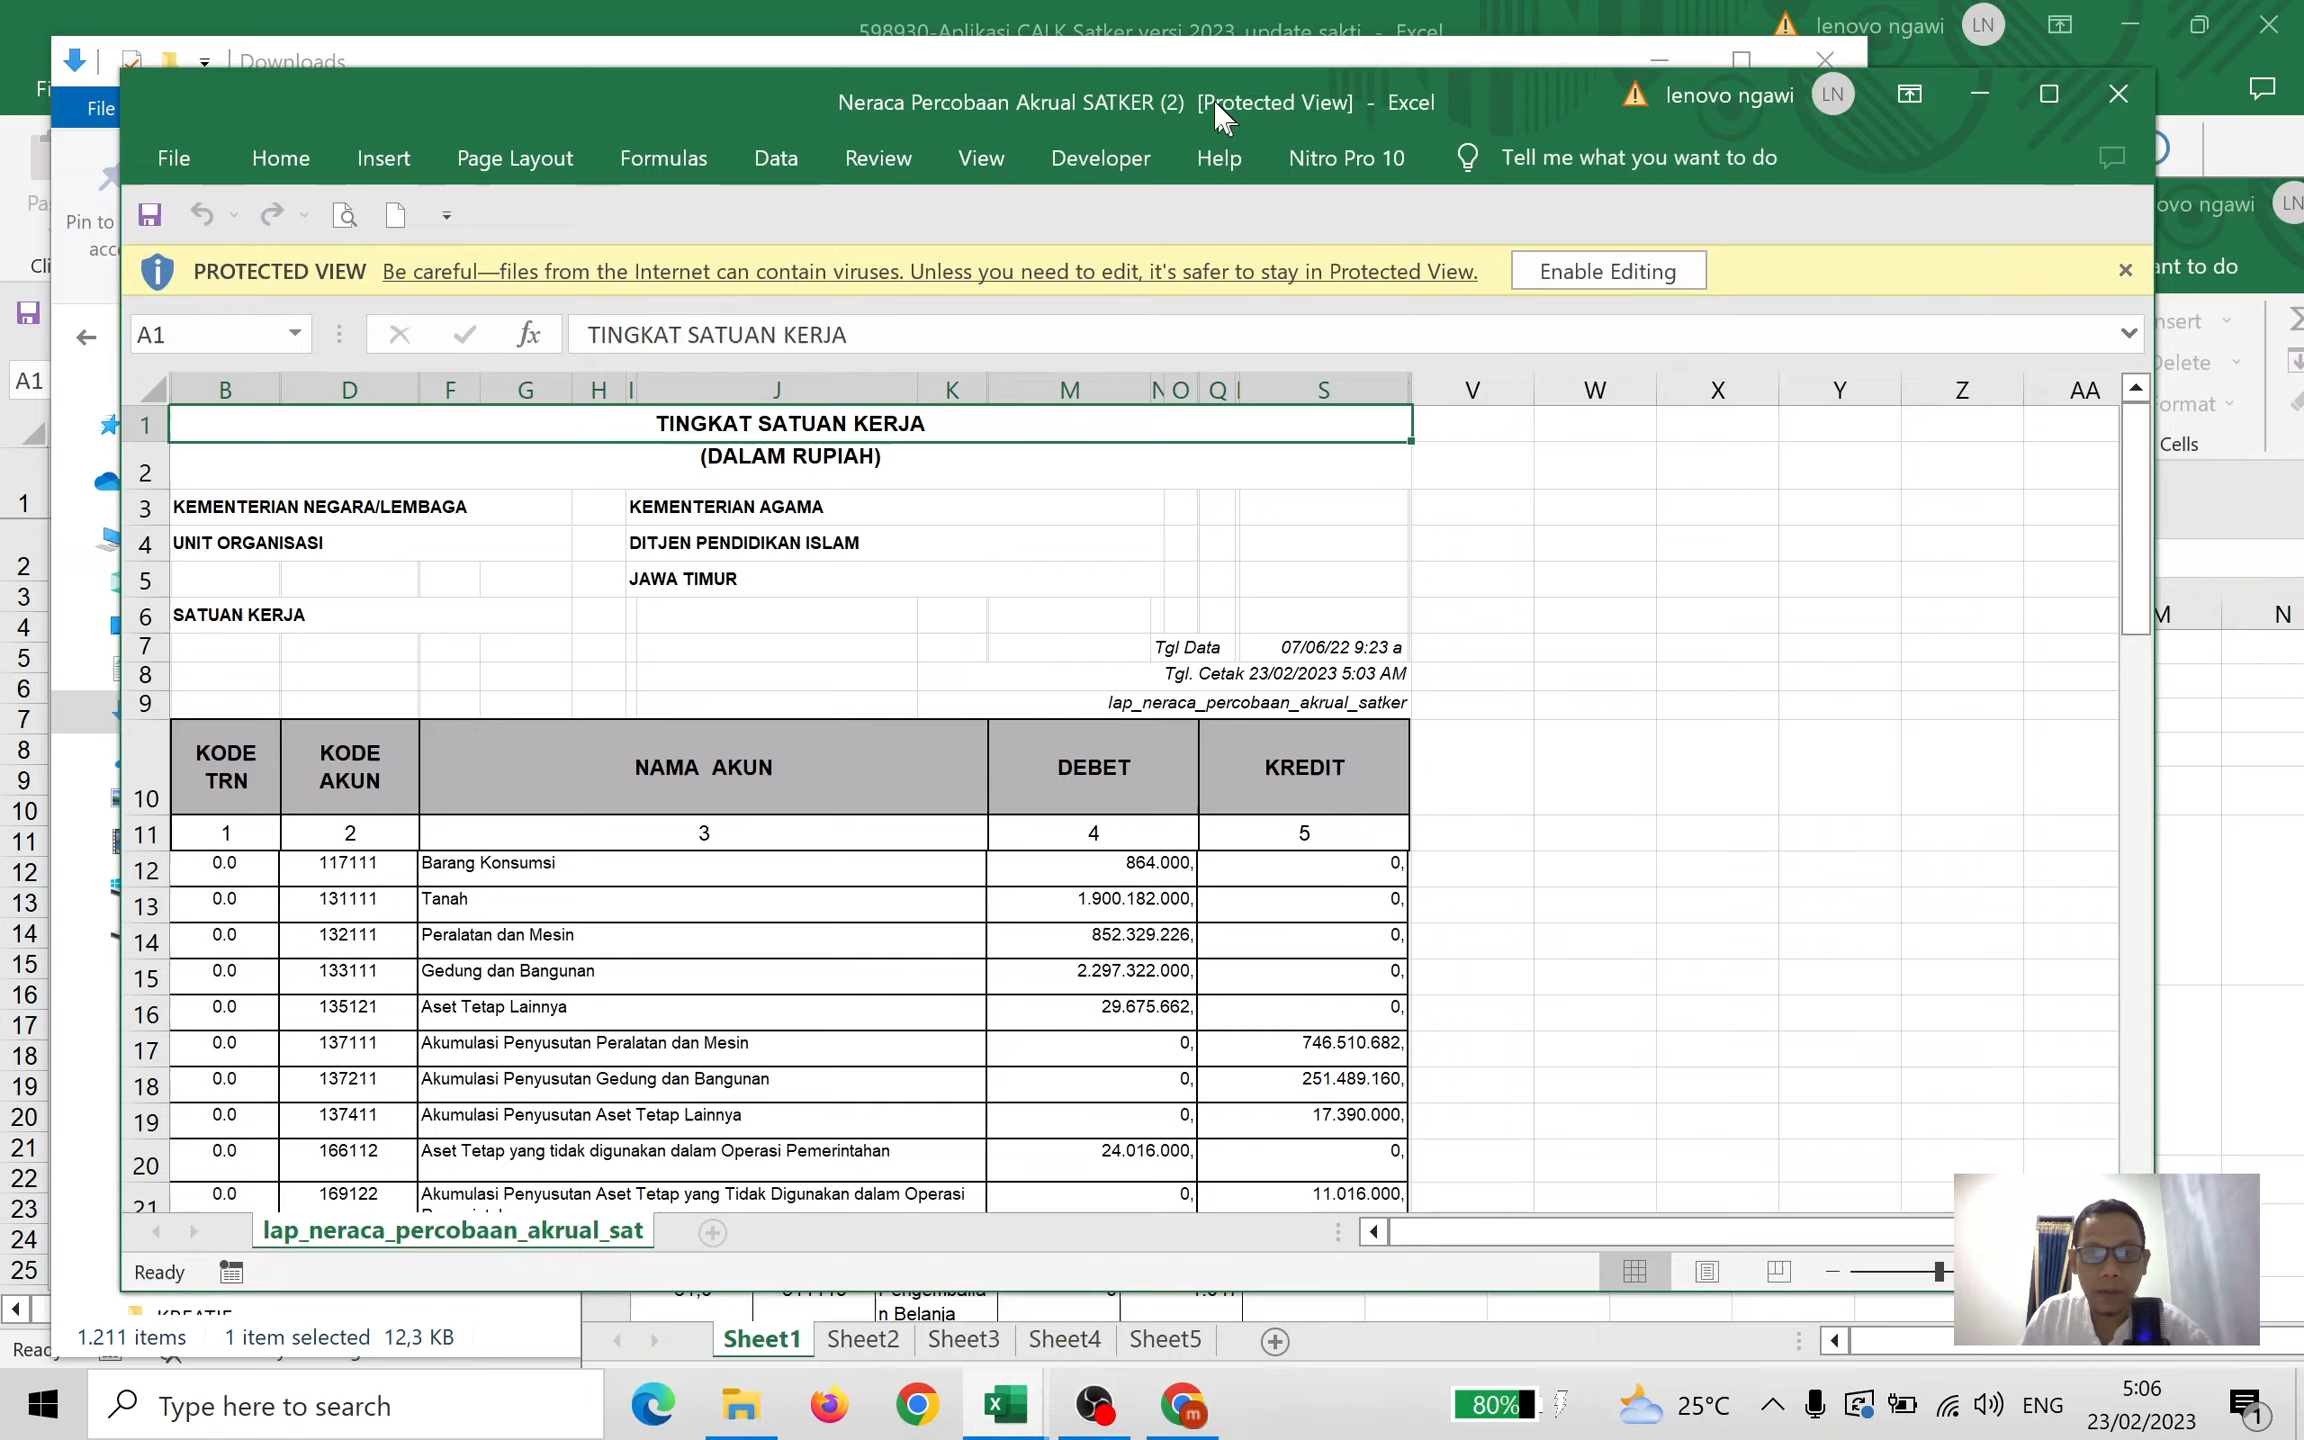 598930-Aplikasi CALK Satker versi 2023 update sakti - Excel
lenovo ngawi LN
Downloads
File
Neraca Percobaan Akrual SATKER (2) [Protected View] - Excel
lenovo ngawi LN
File Home Insert Page Layout Formulas Data Review View Developer Help Nitro Pro 10 Tell me what you want to do
Pin to
PROTECTED VIEW Be careful—files from the Internet can contain viruses. Unless you need to edit, it's safer to stay in Protected View. Enable Editing
A1 fx TINGKAT SATUAN KERJA
A1
Cells
B D F G H I J K M N O Q S V W X Y Z AA
M N
1 TINGKAT SATUAN KERJA
2 (DALAM RUPIAH)
3 KEMENTERIAN NEGARA/LEMBAGA KEMENTERIAN AGAMA
4 UNIT ORGANISASI DITJEN PENDIDIKAN ISLAM
5 JAWA TIMUR
6 SATUAN KERJA
7 Tgl Data 07/06/22 9:23 a
8 Tgl. Cetak 23/02/2023 5:03 AM
9 lap_neraca_percobaan_akrual_satker
10 KODE TRN KODE AKUN NAMA AKUN DEBET KREDIT
11 1 2 3 4 5
12 0.0 117111 Barang Konsumsi 864.000, 0,
13 0.0 131111 Tanah 1.900.182.000, 0,
14 0.0 132111 Peralatan dan Mesin 852.329.226, 0,
15 0.0 133111 Gedung dan Bangunan 2.297.322.000, 0,
16 0.0 135121 Aset Tetap Lainnya 29.675.662, 0,
17 0.0 137111 Akumulasi Penyusutan Peralatan dan Mesin 0, 746.510.682,
18 0.0 137211 Akumulasi Penyusutan Gedung dan Bangunan 0, 251.489.160,
19 0.0 137411 Akumulasi Penyusutan Aset Tetap Lainnya 0, 17.390.000,
20 0.0 166112 Aset Tetap yang tidak digunakan dalam Operasi Pemerintahan 24.016.000, 0,
21 0.0 169122 Akumulasi Penyusutan Aset Tetap yang Tidak Digunakan dalam Operasi 0, 11.016.000,
lap_neraca_percobaan_akrual_sat
Ready
1
2
3
4
5
6
7
8
9
10
11
12
13
14
15
16
17
18
19
20
21
22
23
24
25
n Belanja
1.211 items 1 item selected 12,3 KB
Sheet1 Sheet2 Sheet3 Sheet4 Sheet5
Type here to search
80% 25°C ENG 5:06
23/02/2023
1